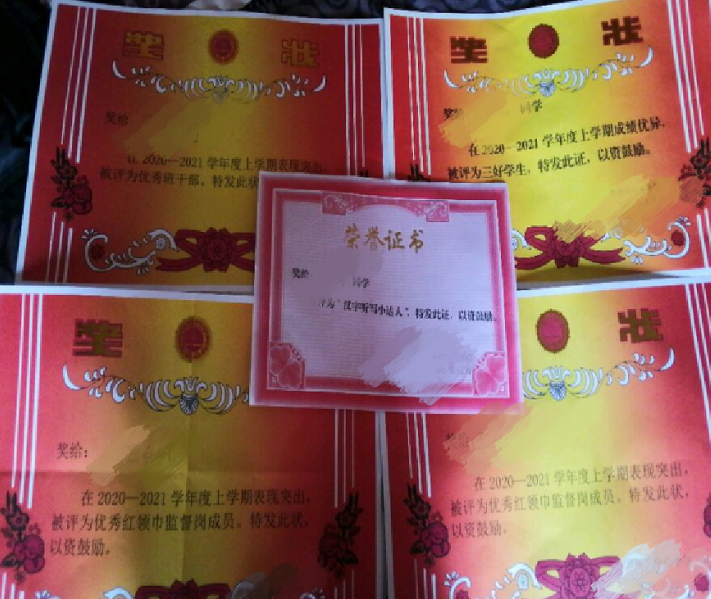 奖 状
奖给
在2020—2021学年度上学期表现突出,
被评为优秀班干部。特发此状
奖 状
奖给 同学
在2020-2021学年度上学期成绩优异,
被评为三好学生,特发此证,以资鼓励。
荣誉证书
奖给
同学
为“汉字听写小达人”,特发此证,以资鼓励。
奖
奖给:
在2020—2021学年度上学期表现突出,
被评为优秀红领巾监督岗成员。特发此状,
以资鼓励。
状
在2020—2021学年度上学期表现突出,
被评为优秀红领巾监督岗成员。特发此状,
以资鼓励。